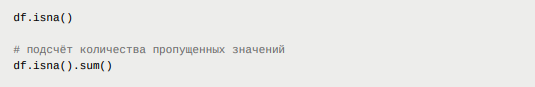 df.isna()
# подсчёт количества пропущенных значений
df.isna().sum()